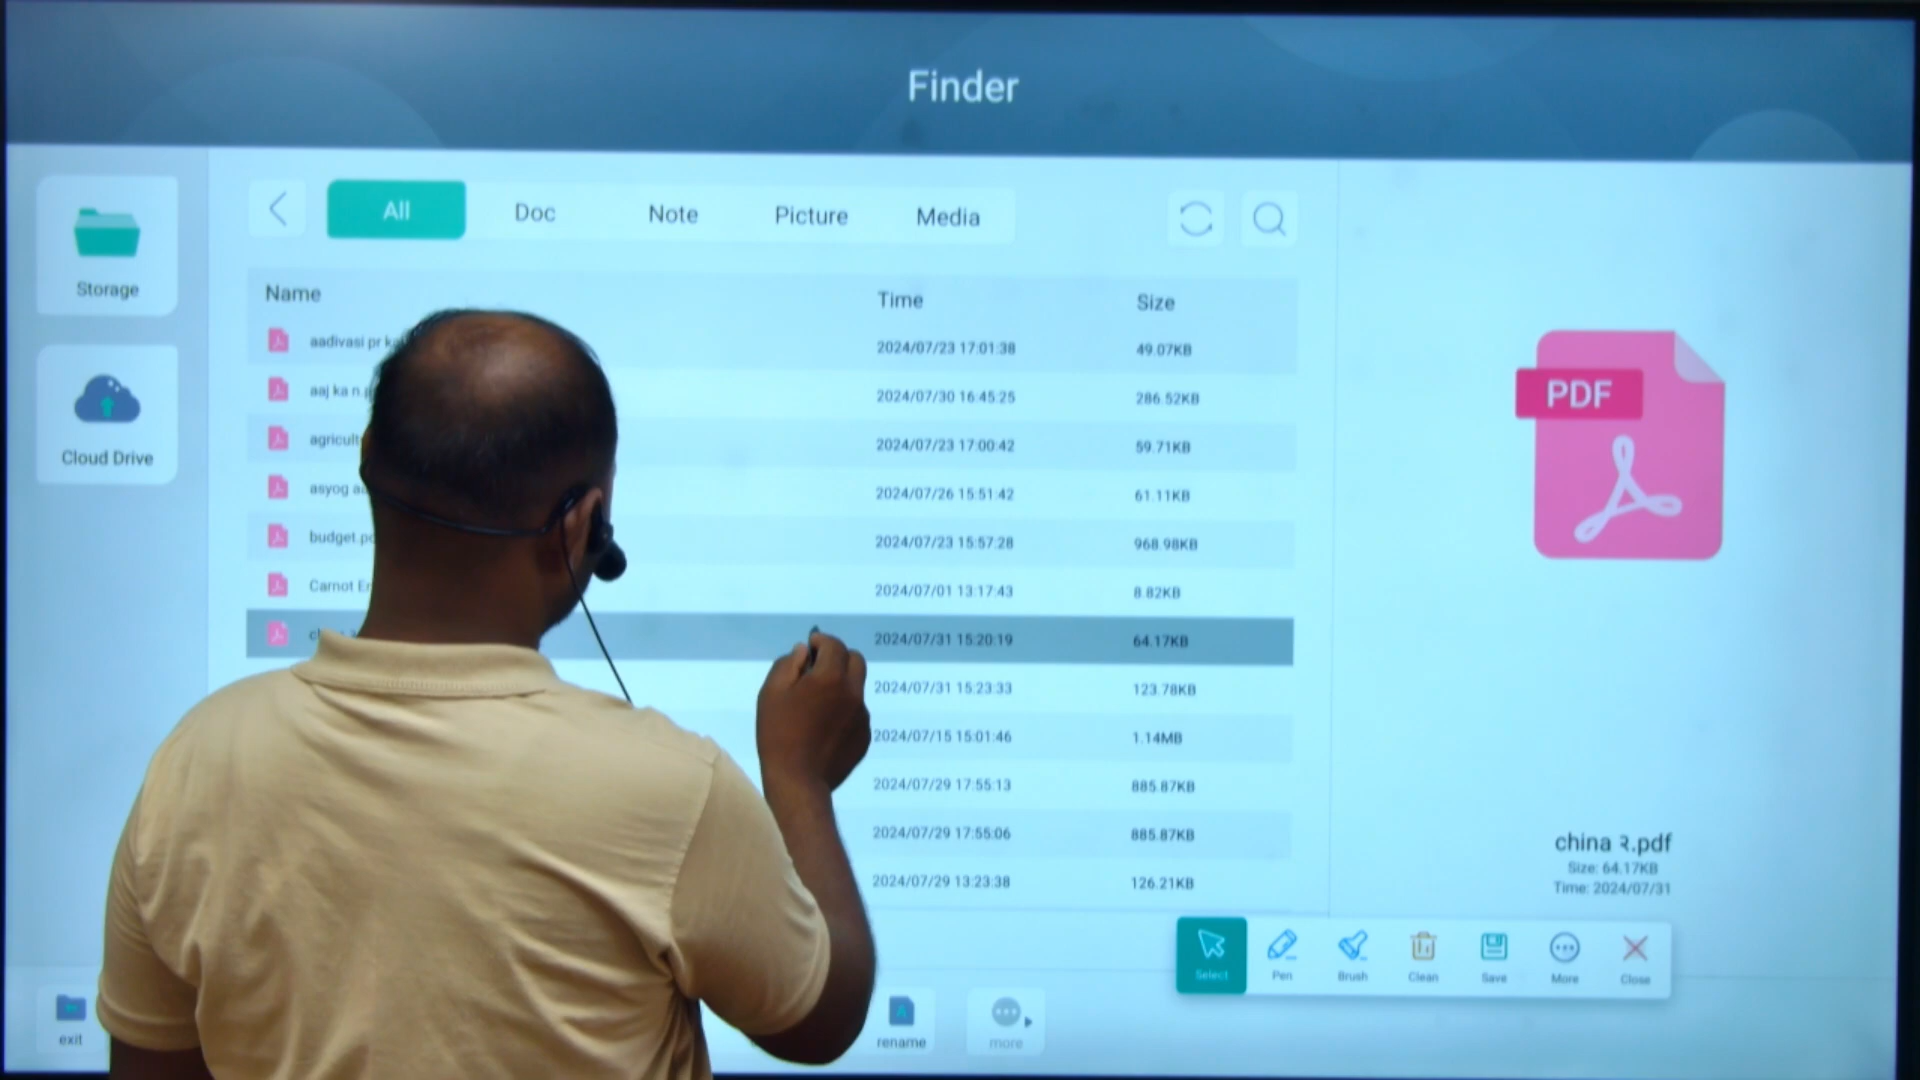 Finder
Storage
Cloud Drive
All Doc Note Picture Media
Name Time Size
aadivasi pr 2024/07/23 17:01:38 49.07KB
aaj ka n 2024/07/30 16:45:25 286.52KB
2024/07/23 17:00:42 59.71KB
asyog 2024/07/26 15:51:42 61.11KB
2024/07/23 15:57:28 968.98KB
Carnot 2024/07/01 13:17:43 8.82KB
2024/07/31 15:20:19 64.17KB
2024/07/31 15:23:33 123.78KB
2024/07/15 15:01:46 1.14MB
2024/07/29 17:55:13 885.87KB
2024/07/29 17:55:06 885.87KB
2024/07/29 13:23:38 126.21KB
PDF
china २.pdf
Size: 64.17KB
Time: 2024/07/31
Select Pen Brush Clean Save More Close
exit rename more